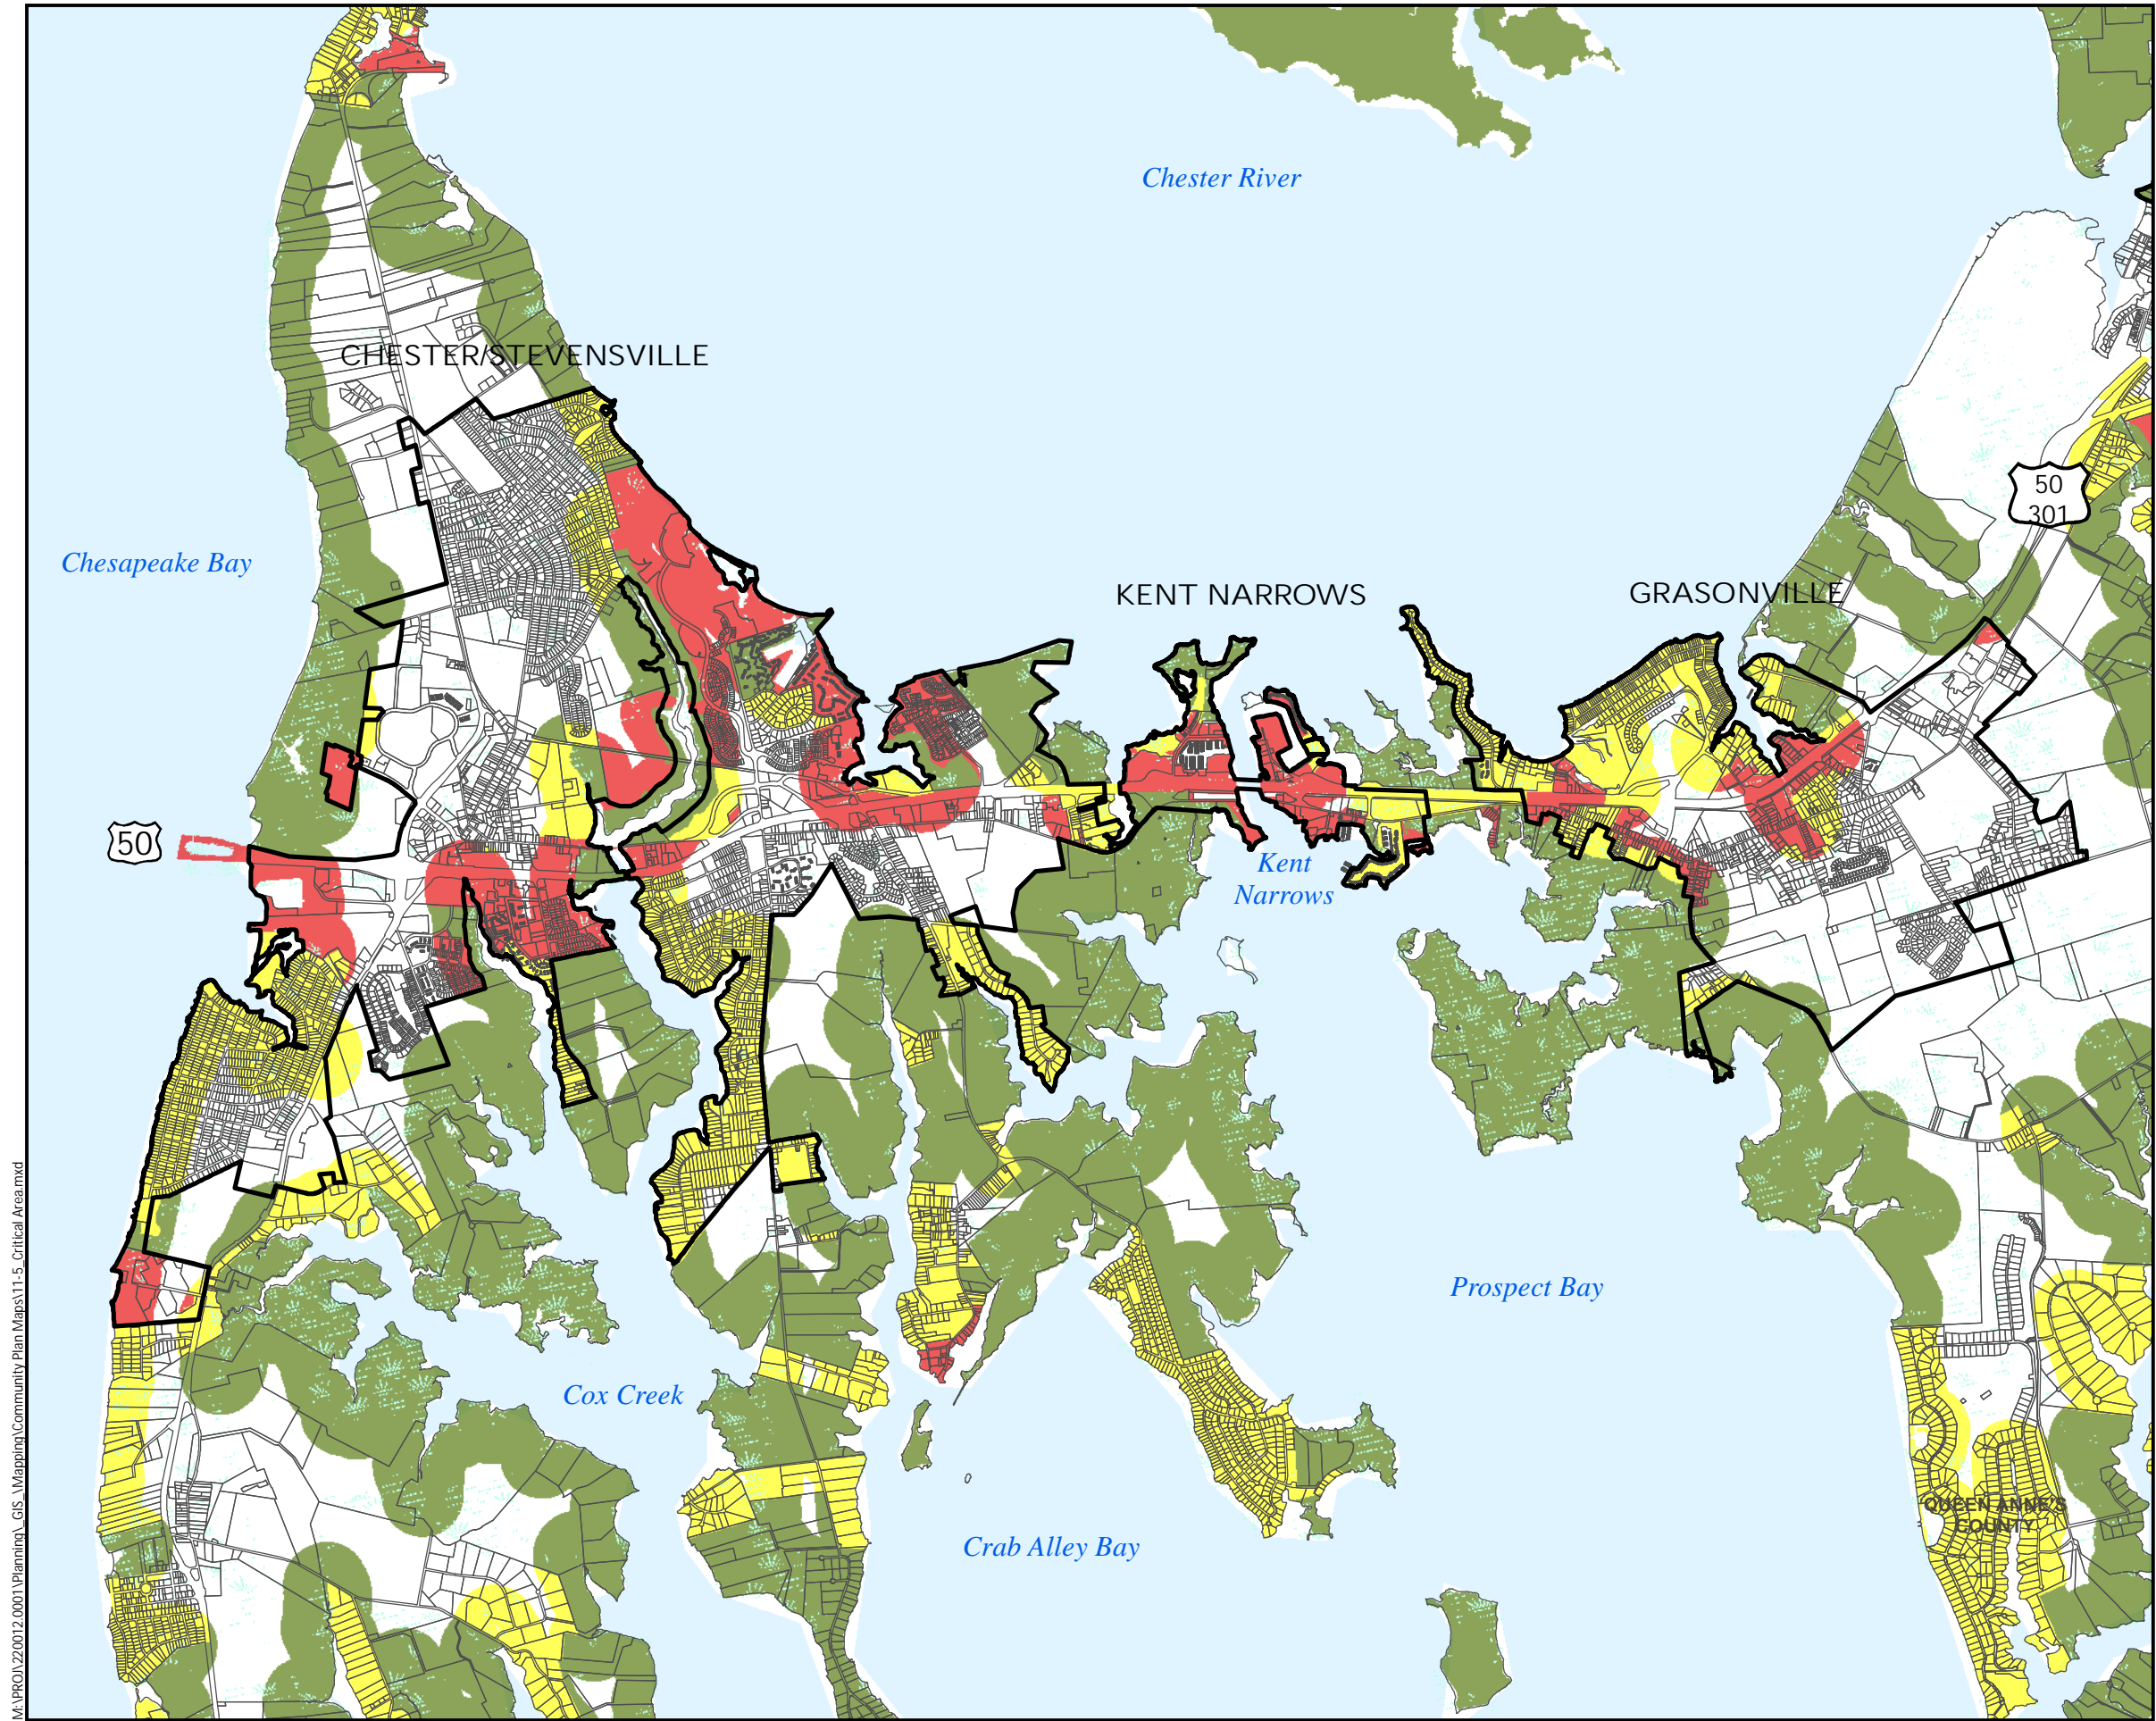 Chester River
CHESTER/STEVENSVILLE
50
301
Chesapeake Bay
KENT NARROWS
GRASONVILLE
50
Kent
Narrows
Prospect Bay
Cox Creek
QUEEN ANNE'S
COUNTY
Crab Alley Bay
M:\PROJ\220012.0001\Planning\_GIS_\Mapping\Community Plan Maps\11-5_Critical Area.mxd